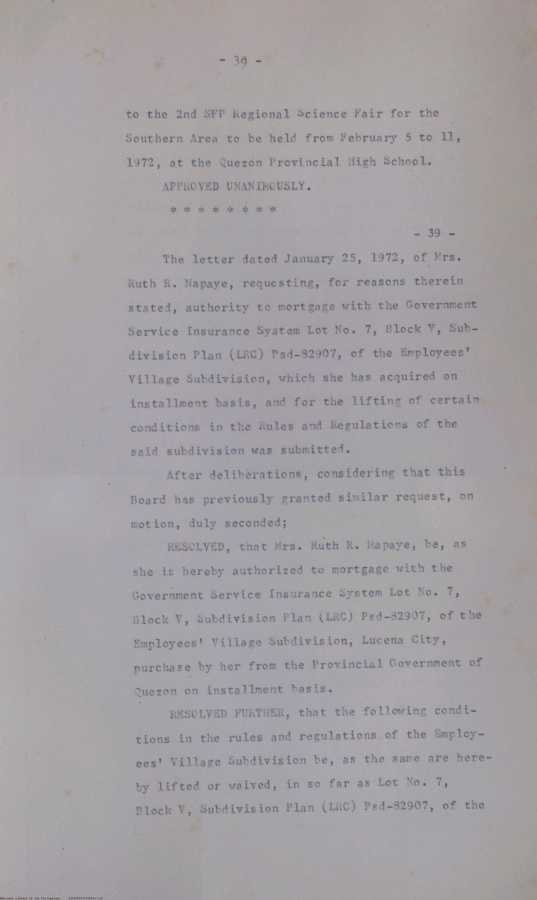 - 39 -
to the 2nd SFP Regional Science Fair for the
Southern Area to be held from February 5 to 11,
1972, at the Quezon Provincial High School.
APPROVED UNANIMOUSLY.
* * * * * * * *
- 39 -
The letter dated January 25, 1972, of Mrs.
Ruth R. Napaye, requesting, for reasons therein
stated, authority to mortgage with the Government
Service Insurance System Lot No. 7, Block V, Sub-
division Plan (LRC) Psd-82907, of the Employees'
Village Subdivision, which she has acquired on
installment basis, and for the lifting of certain
conditions in the Rules and Regulations of the
said subdivision was submitted.
After deliberations, considering that this
Board has previously granted similar request, on
motion, duly seconded;
RESOLVED, that Mrs. Ruth R. Napaye, be, as
she is hereby authorized to mortgage with the
Government Service Insurance System Lot No. 7,
Block V, Subdivision Plan (LRC) Psd-82907, of the
Employees' Village Subdivision, Lucena City,
purchase by her from the Provincial Government of
Quezon on installment basis.
RESOLVED FURTHER, that the following condi-
tions in the rules and regulations of the Employ-
ees' Village Subdivision be, as the same are here-
by lifted or waived, in so far as Lot No. 7,
Block V, Subdivision Plan (LRC) Psd-82907, of the